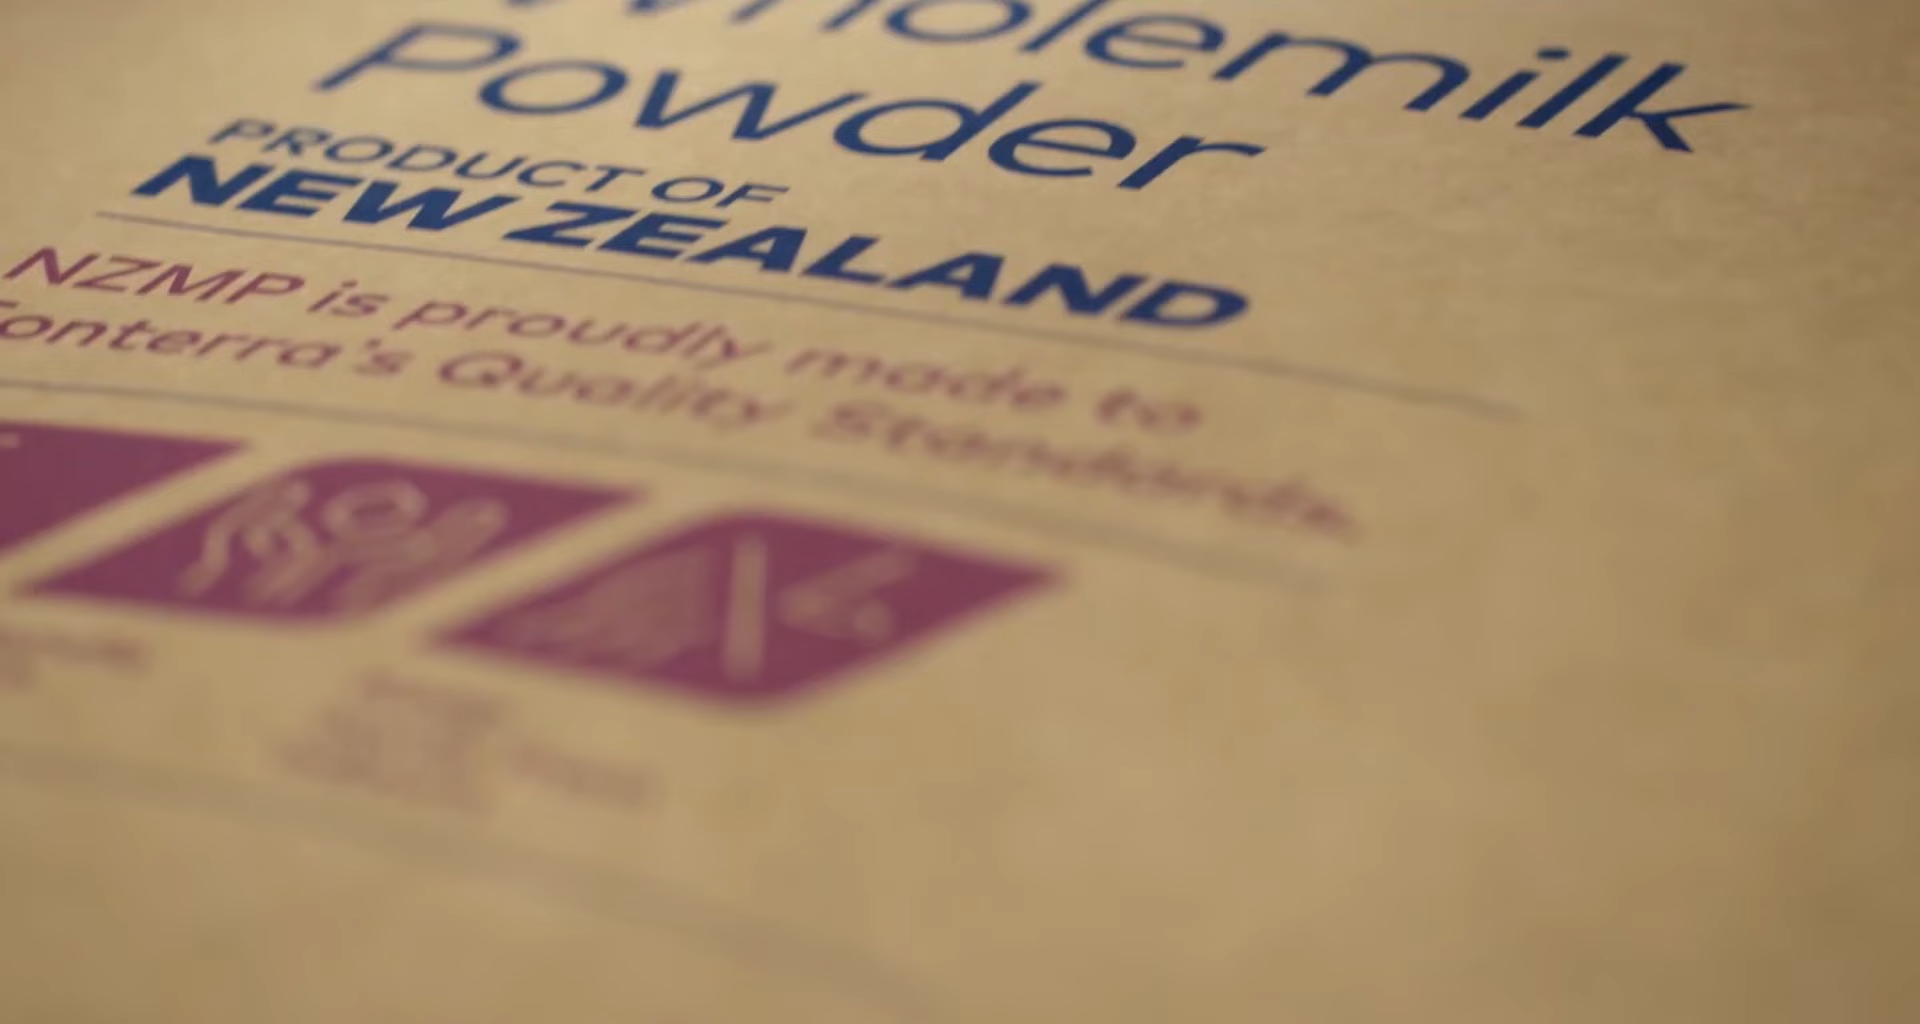 Wholemilk
Powder
PRODUCT OF
NEW ZEALAND
NZMP is proudly made to
Fonterra's Quality Standards.